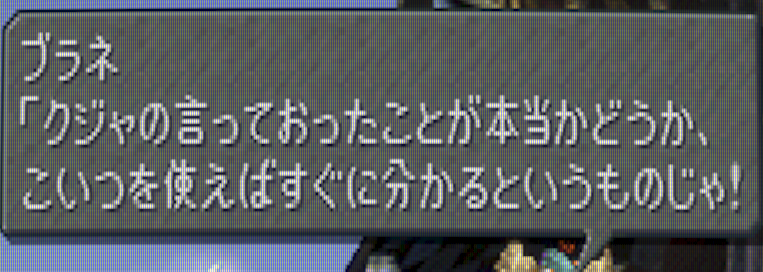 ブラネ
「クジャの言っておったことが本当かどうか、
こいつを使えばすぐに分かるというものじゃ!